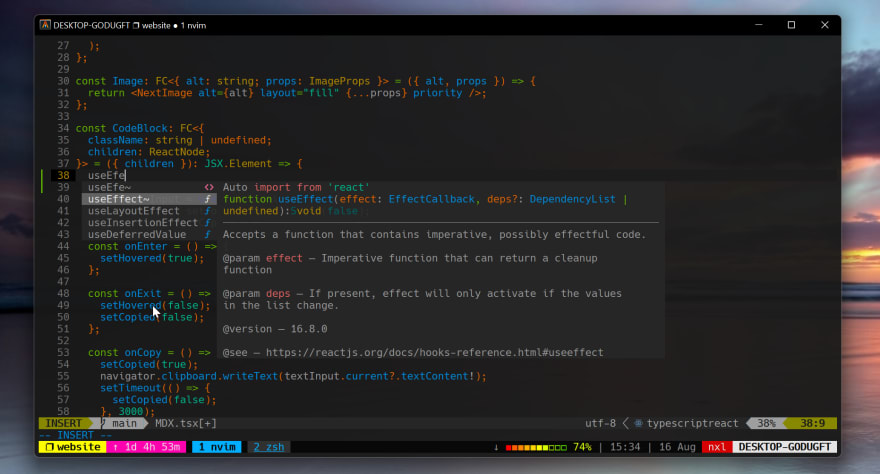 DESKTOP-GODUGFT ❐ website ● 1 nvim
27 );
28 };
29
30 const Image: FC<{ alt: string; props: ImageProps }> = ({ alt, props }) => {
31 return <NextImage alt={alt} layout="fill" {...props} priority />;
32 };
33
34 const CodeBlock: FC<{
35 className: string | undefined;
36 children: ReactNode;
37 }> = ({ children }): JSX.Element => {
38 useEfe
39 useEfe~ <> Auto import from 'react'
40 useEffect~ f function useEffect(effect: EffectCallback, deps?: DependencyList |
41 useLayoutEffect f undefined): void
42 useInsertionEffect f
43 useDeferredValue f Accepts a function that contains imperative, possibly effectful code.
44 const onEnter = () =>
45 setHovered(true); @param effect — Imperative function that can return a cleanup
46 }; function
47
48 const onExit = () => @param deps — If present, effect will only activate if the values
49 setHovered(false); in the list change.
50 setCopied(false);
51 }; @version — 16.8.0
52
53 const onCopy = () => @see — https://reactjs.org/docs/hooks-reference.html#useeffect
54 setCopied(true);
55 navigator.clipboard.writeText(textInput.current?.textContent!);
56 setTimeout(() => {
57 setCopied(false);
58 }, 3000);
INSERT main MDX.tsx[+] utf-8 typescriptreact 38% 38:9
-- INSERT --
❐ website ↑ 1d 4h 53m 1 nvim 2 zsh ↓ 74% | 15:34 | 16 Aug nxl DESKTOP-GODUGFT